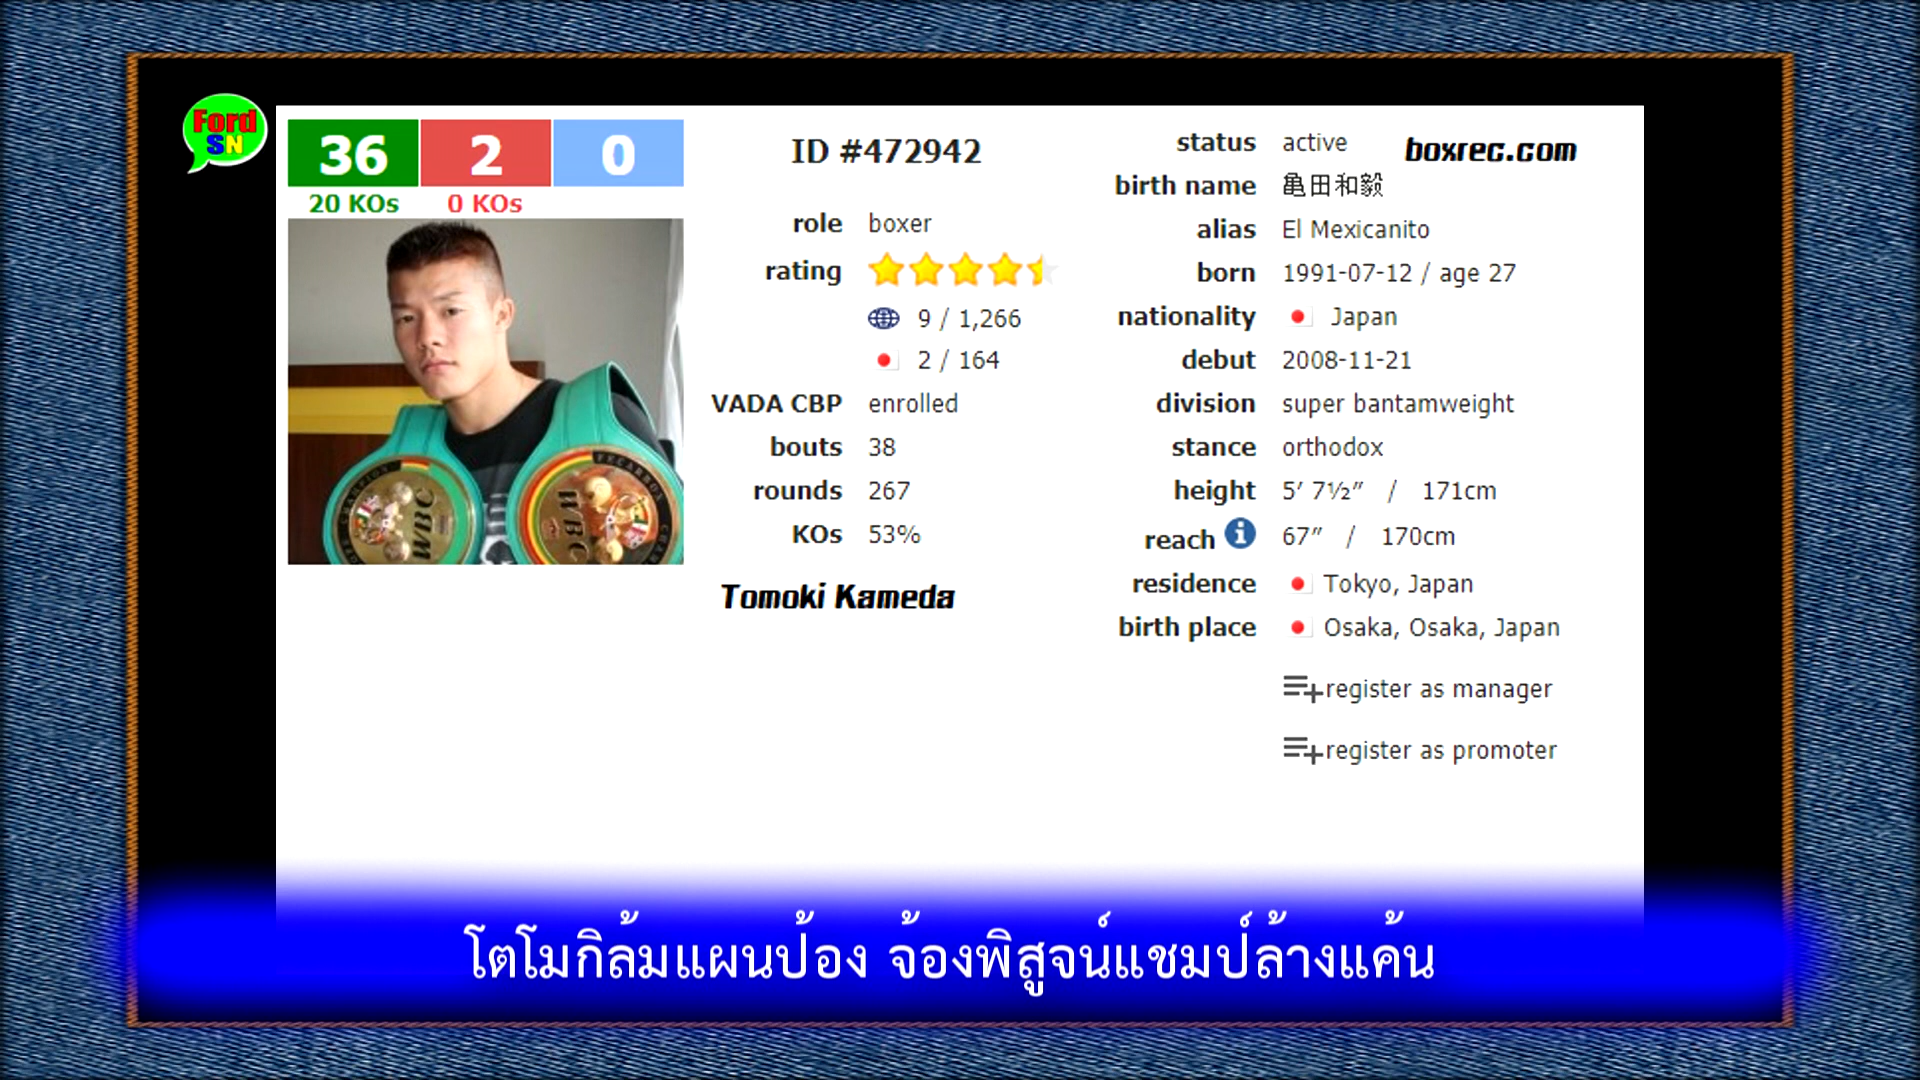 Ford
SN
36 2 0
20 KOs 0 KOs
ID #472942
role boxer
rating
9 / 1,266
2 / 164
VADA CBP enrolled
bouts 38
rounds 267
KOs 53%
Tomoki Kameda
status active
boxrec.com
birth name 亀田和毅
alias El Mexicanito
born 1991-07-12 / age 27
nationality Japan
debut 2008-11-21
division super bantamweight
stance orthodox
height 5′ 7½″ / 171cm
reach 67″ / 170cm
residence Tokyo, Japan
birth place Osaka, Osaka, Japan
register as manager
register as promoter
WBC
WBC
โตโมกิล้มแผนป้อง จ้องพิสูจน์แชมป์ล้างแค้น